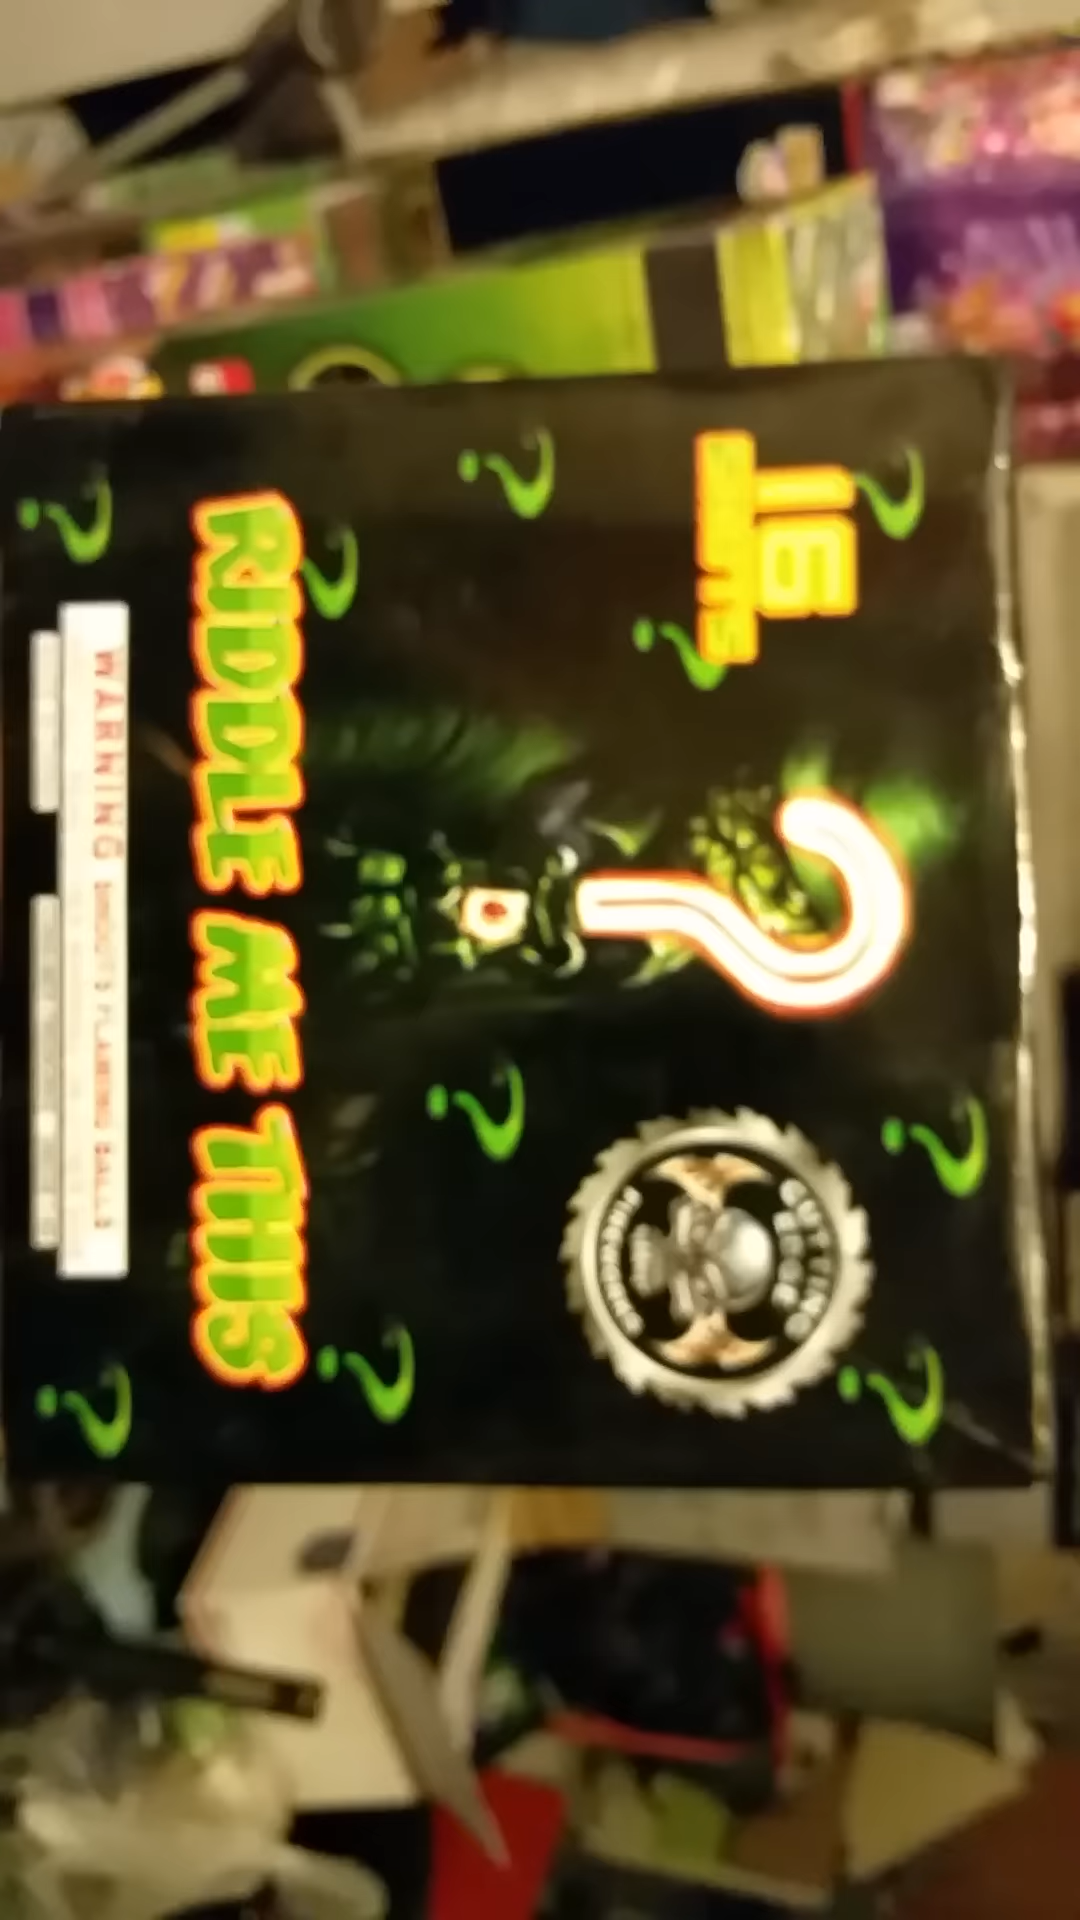 16
SHOTS
CUTTING
EDGE
FIREWORKS
RIDDLE ME THIS
WARNING SHOOTS FLAMING BALLS